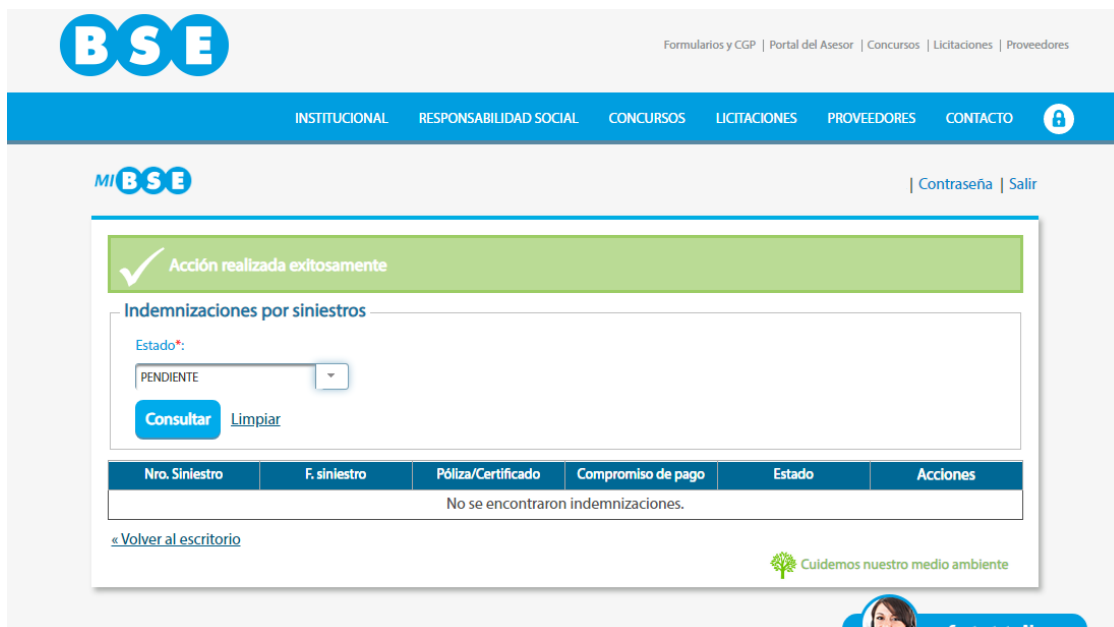 BSE
Formularios y CGP | Portal del Asesor | Concursos | Licitaciones | Proveedores
INSTITUCIONAL RESPONSABILIDAD SOCIAL CONCURSOS LICITACIONES PROVEEDORES CONTACTO
MI BSE
| Contraseña | Salir
Acción realizada exitosamente
Indemnizaciones por siniestros
Estado*:
PENDIENTE
Consultar Limpiar
Nro. Siniestro F. siniestro Póliza/Certificado Compromiso de pago Estado Acciones
No se encontraron indemnizaciones.
« Volver al escritorio
Cuidemos nuestro medio ambiente